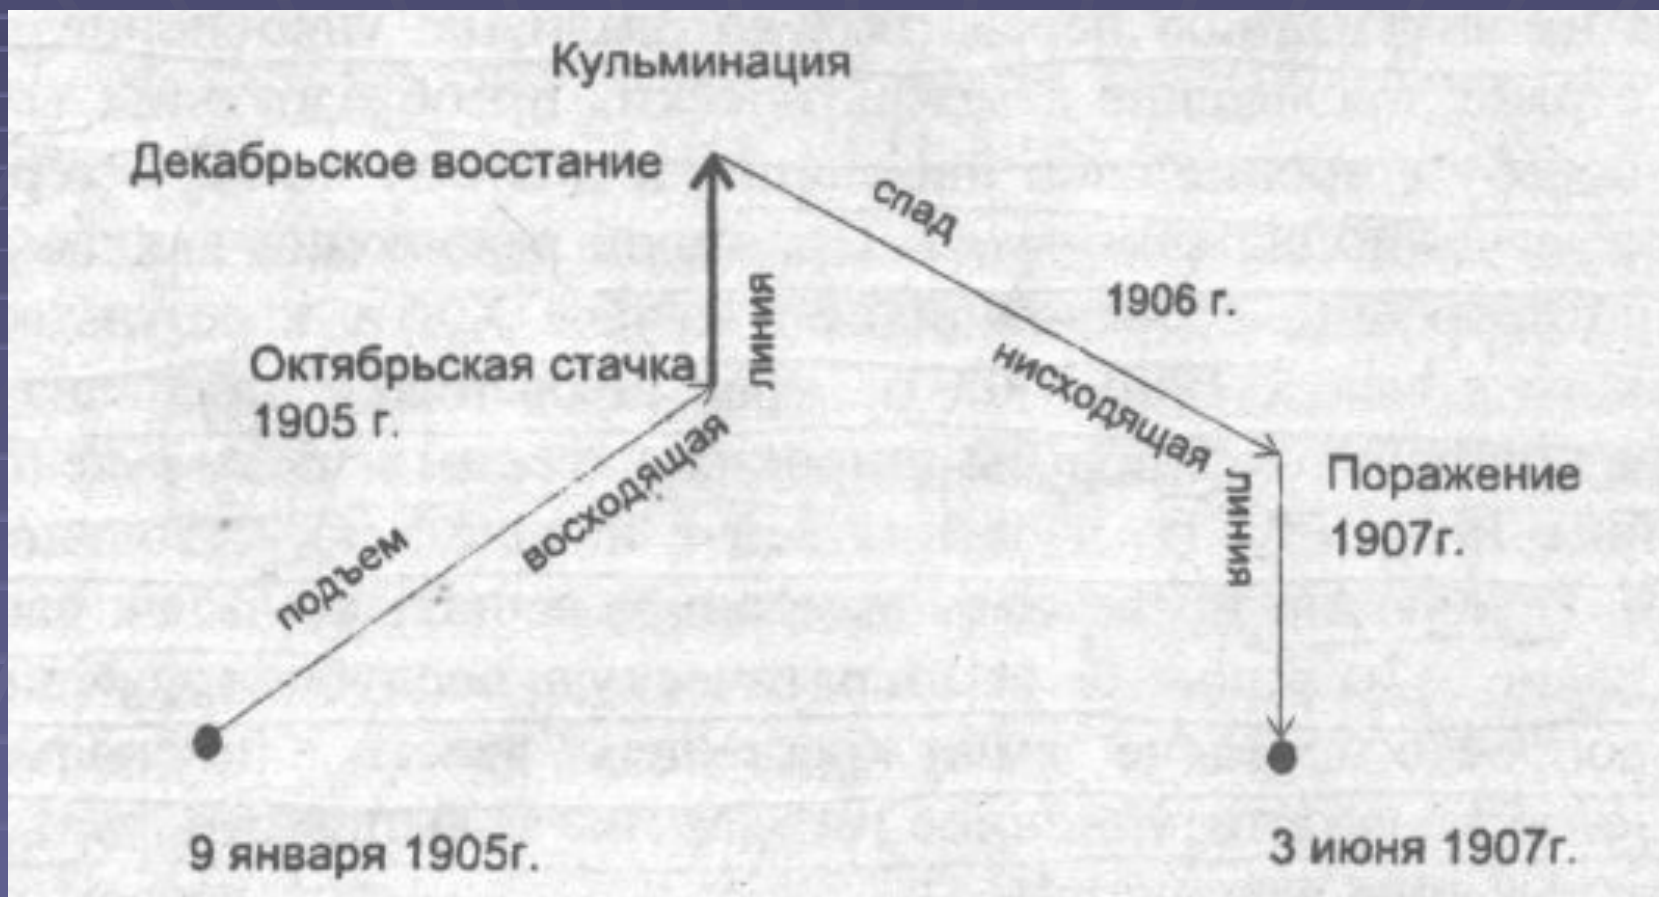 Кульминация
Декабрьское восстание
спад
линия
1906 г.
Октябрьская стачка
1905 г.
нисходящая
восходящая
линия
Поражение
1907г.
подъем
9 января 1905г.
3 июня 1907г.